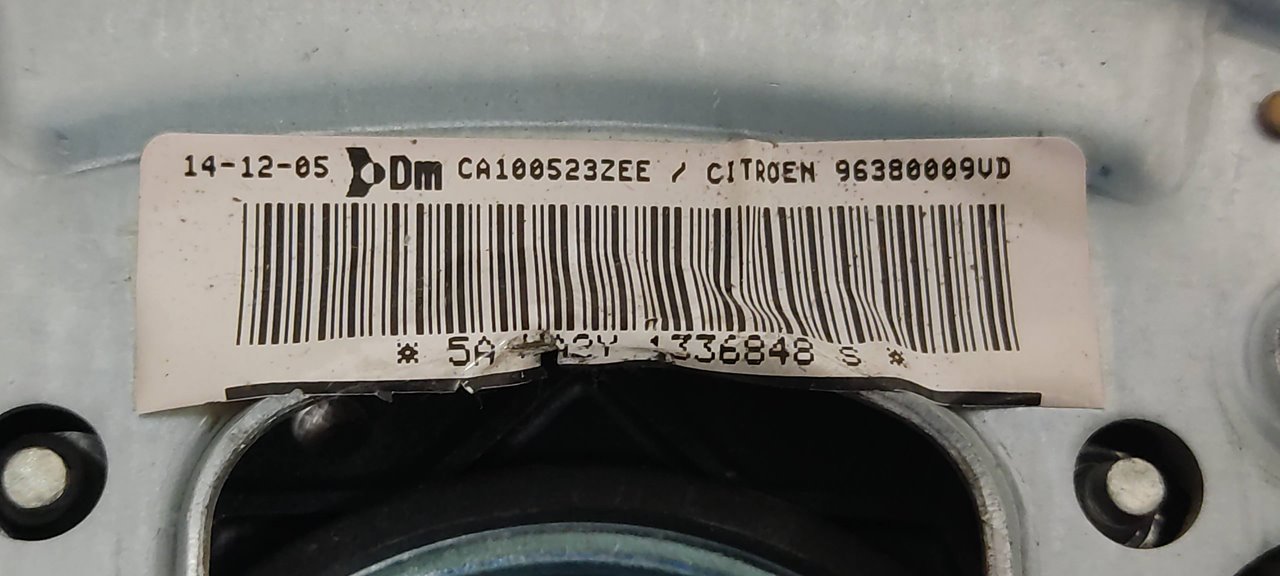 14-12-05 Dm CA100523ZEE / CITROEN 96380009VD
* 5A 1336848 S *